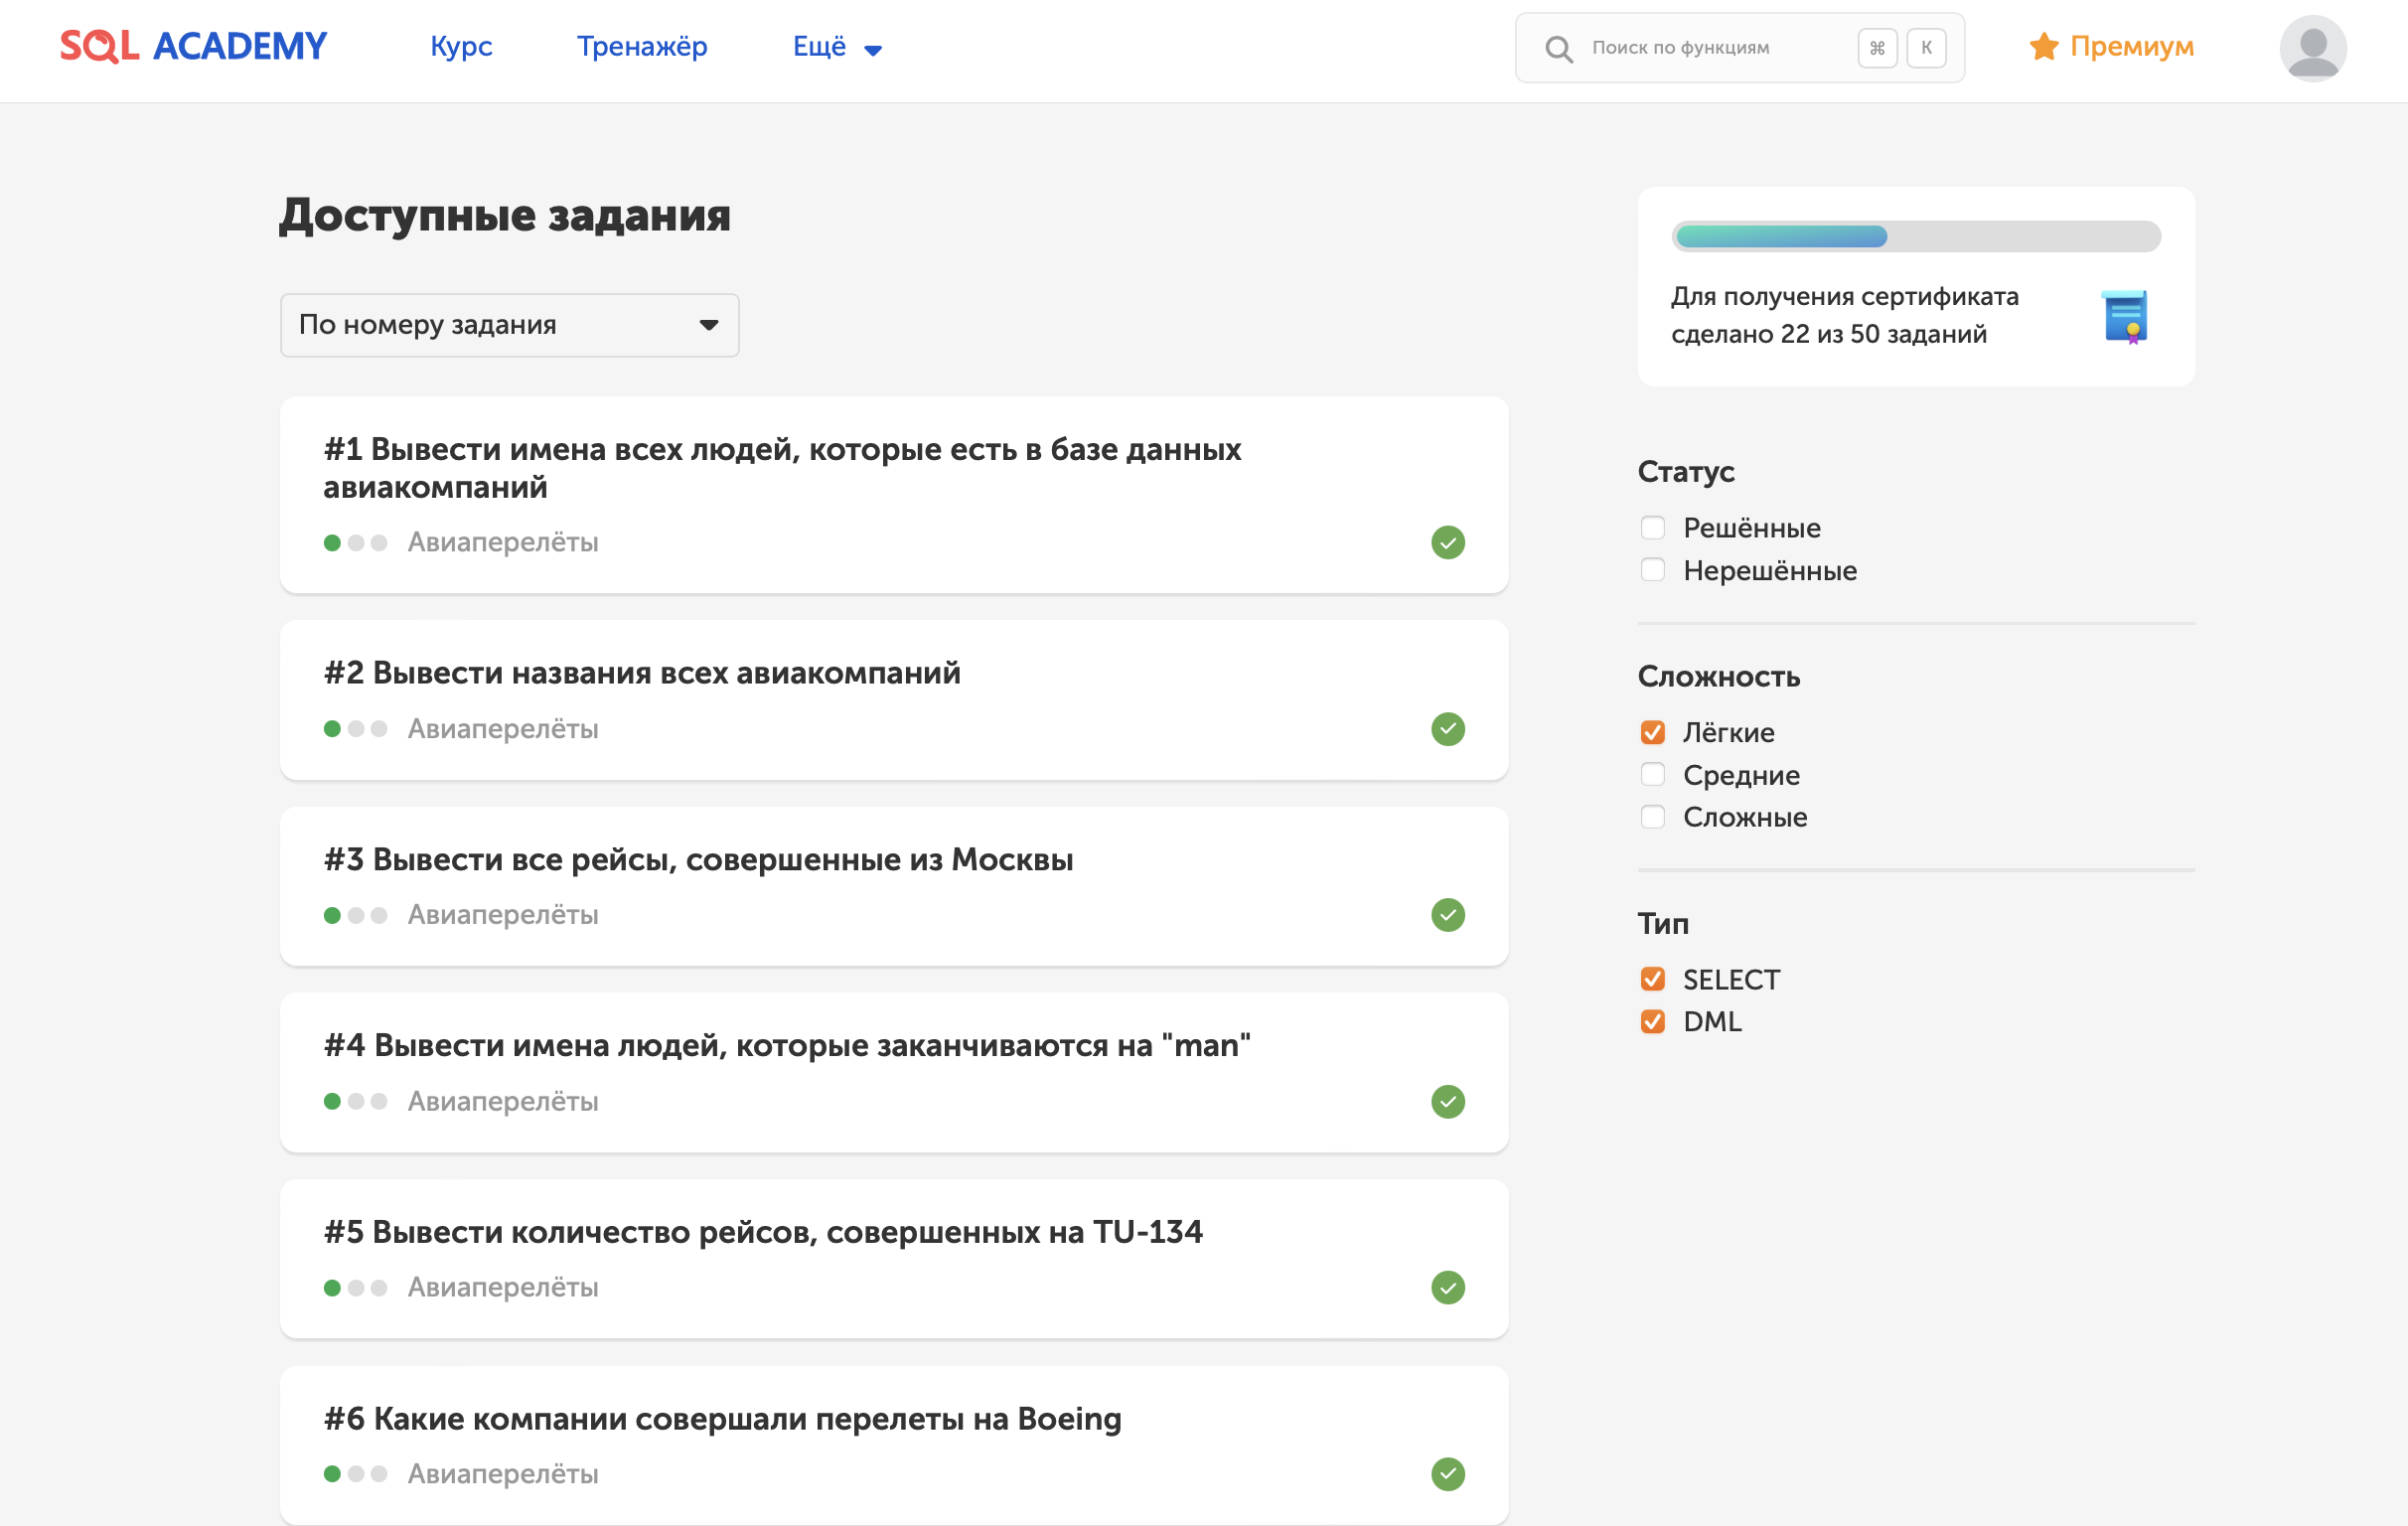 SQL ACADEMY
Курс
Тренажёр
Ещё
Поиск по функциям
⌘
K
Премиум
Доступные задания
По номеру задания
#1 Вывести имена всех людей, которые есть в базе данных
авиакомпаний
Авиаперелёты
#2 Вывести названия всех авиакомпаний
Авиаперелёты
#3 Вывести все рейсы, совершенные из Москвы
Авиаперелёты
#4 Вывести имена людей, которые заканчиваются на "man"
Авиаперелёты
#5 Вывести количество рейсов, совершенных на TU-134
Авиаперелёты
#6 Какие компании совершали перелеты на Boeing
Авиаперелёты
Для получения сертификата
сделано 22 из 50 заданий
Статус
Решённые
Нерешённые
Сложность
Лёгкие
Средние
Сложные
Тип
SELECT
DML